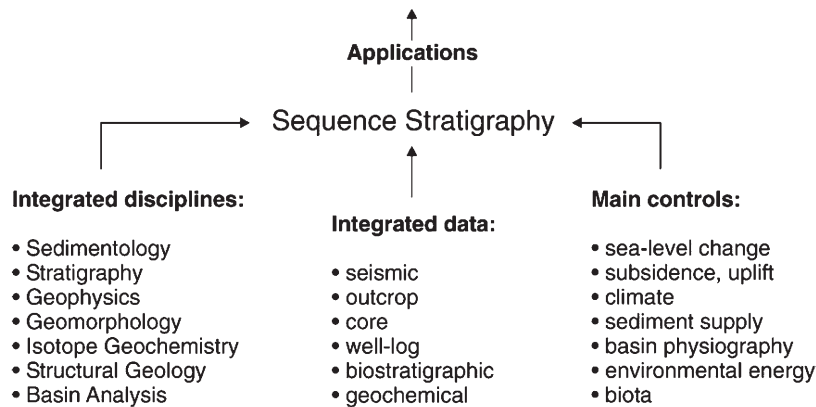 Applications
Sequence Stratigraphy
Integrated disciplines:
• Sedimentology
• Stratigraphy
• Geophysics
• Geomorphology
• Isotope Geochemistry
• Structural Geology
• Basin Analysis
Integrated data:
• seismic
• outcrop
• core
• well-log
• biostratigraphic
• geochemical
Main controls:
• sea-level change
• subsidence, uplift
• climate
• sediment supply
• basin physiography
• environmental energy
• biota